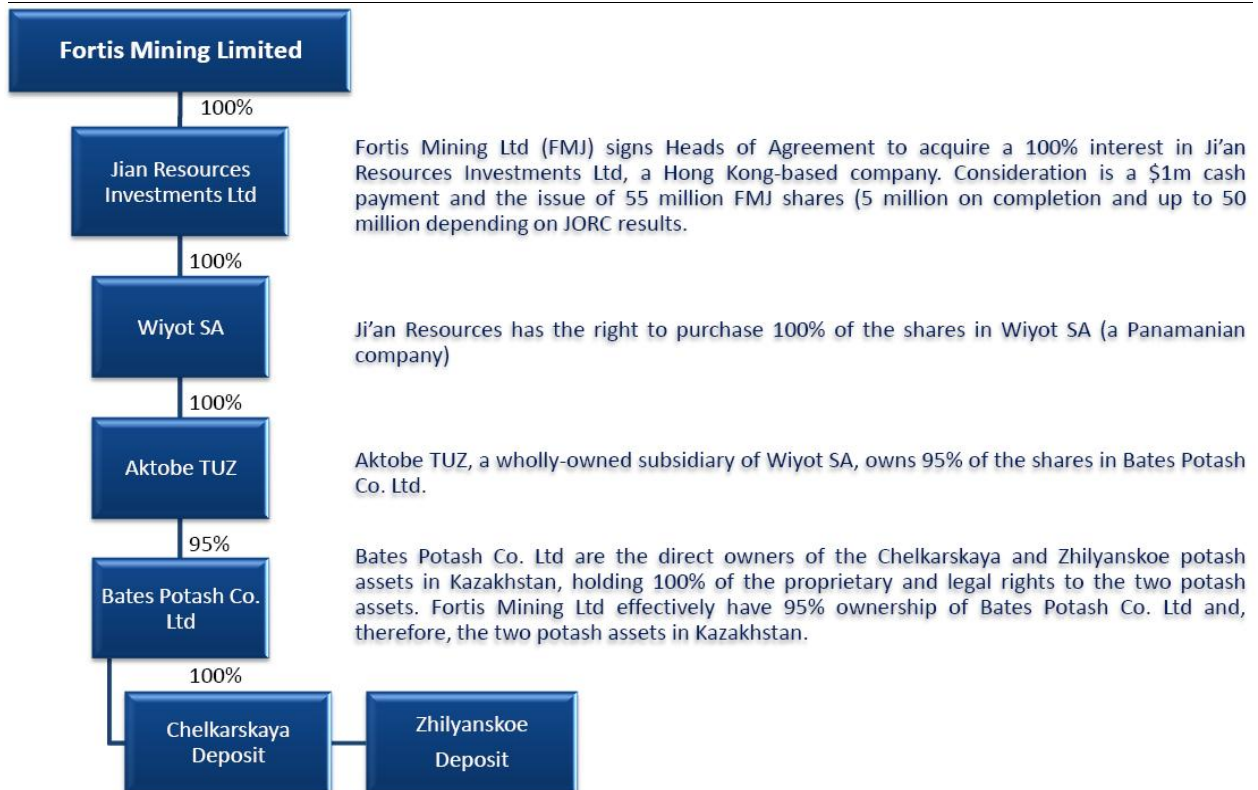 Fortis Mining Limited
100%
Jian Resources
Investments Ltd
Fortis Mining Ltd (FMJ) signs Heads of Agreement to acquire a 100% interest in Ji’an
Resources Investments Ltd, a Hong Kong-based company. Consideration is a $1m cash
payment and the issue of 55 million FMJ shares (5 million on completion and up to 50
million depending on JORC results.
100%
Wiyot SA
Ji’an Resources has the right to purchase 100% of the shares in Wiyot SA (a Panamanian
company)
100%
Aktobe TUZ
Aktobe TUZ, a wholly-owned subsidiary of Wiyot SA, owns 95% of the shares in Bates Potash
Co. Ltd.
95%
Bates Potash Co.
Ltd
Bates Potash Co. Ltd are the direct owners of the Chelkarskaya and Zhilyanskoe potash
assets in Kazakhstan, holding 100% of the proprietary and legal rights to the two potash
assets. Fortis Mining Ltd effectively have 95% ownership of Bates Potash Co. Ltd and,
therefore, the two potash assets in Kazakhstan.
100%
Chelkarskaya
Deposit
Zhilyanskoe
Deposit